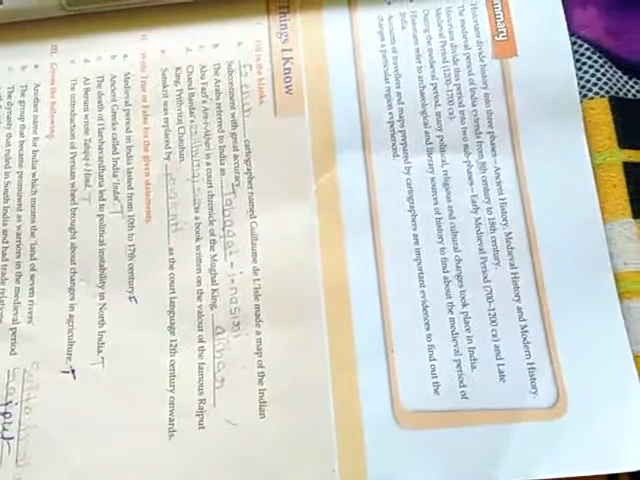 mmary
Historians divide history into three phases—Ancient History, Medieval History and Modern History.
The medieval period of India extends from 8th century to 18th century.
Historians divide this period into two sub-phases—Early Medieval Period (700–1200 CE) and Late
Medieval Period (1200–1700 CE).
During the medieval period, many political, religious and cultural changes took place in India.
Historians refer to archaeological and literary sources of history to find about the medieval period of
India.
Accounts of travellers and maps prepared by cartographers are important evidences to find out the
changes a particular region experienced.
Things I Know
I. Fill in the blanks.
a. French cartographer named Guillaume de L'Isle made a map of the Indian
Subcontinent with great accuracy.
b. The Arabs referred to India as
c. Abu Fazl's Ain-i-Akbari is a court chronicle of the Mughal King, akbar
d. Chand Bardai's is a book written on the valour of the famous Rajput
King, Prithviraj Chauhan.
e. Sanskrit was replaced by as the court language 12th century onwards.
II. Write True or False for the given statements.
a. Medieval period in India lasted from 10th to 17th century. F
b. Ancient Greeks called India 'Indu'. T
c. The death of Harshavardhana led to political instability in North India. T
d. Al Beruni wrote T
e. The introduction of Persian wheel brought about changes in agriculture. T
III. Given the following.
a. Another name for India which means the 'land of seven rivers'
b. The group that became prominent as warriors in the medieval period Rajput
The dynasty that ruled in South India and had trade relations